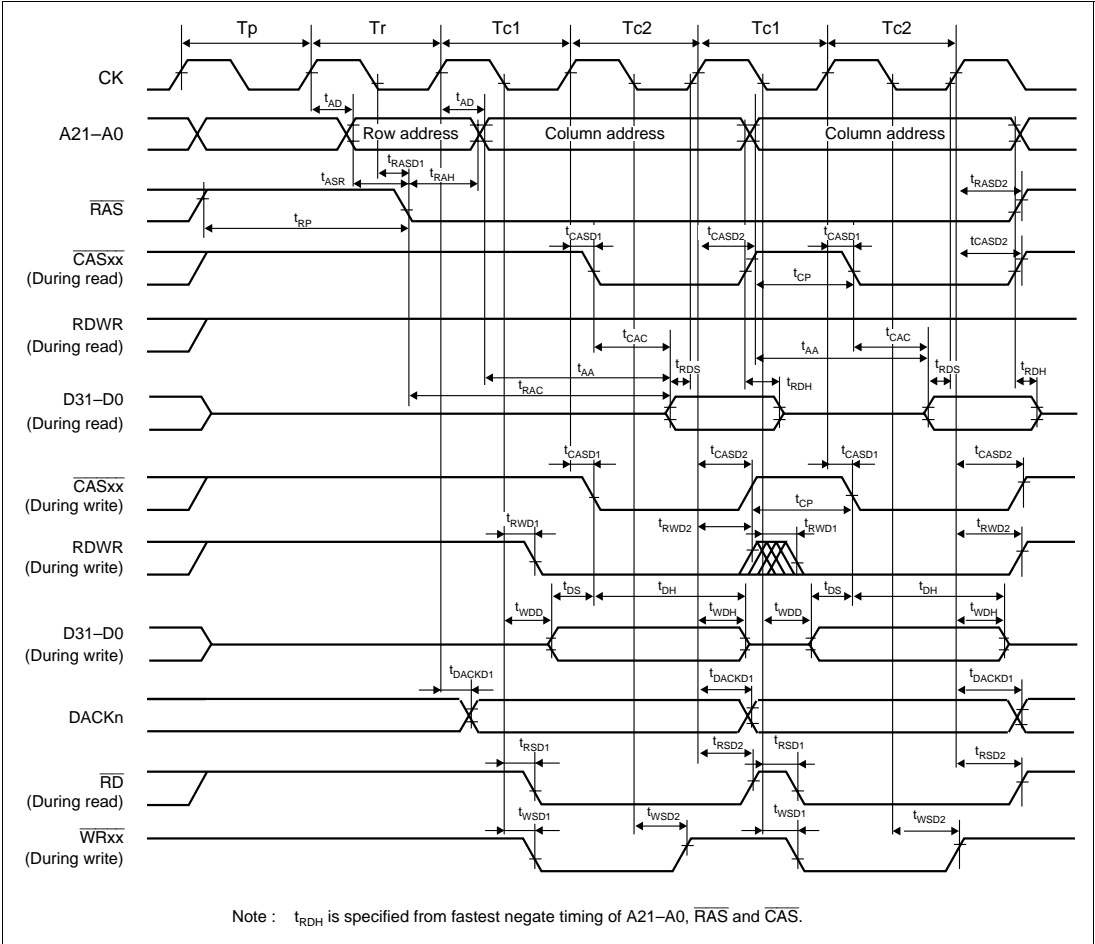 Tp Tr Tc1 Tc2 Tc1 Tc2
CK
tAD tAD
A21–A0 Row address Column address Column address
tRASD1
tASR tRAH tRASD2
RAS
tRP
tCASD1 tCASD2 tCASD1 tCASD2
CASxx
(During read)
tCP
RDWR
(During read)
tCAC tCAC
tAA tRDS tAA tRDS tRDH
tRAC tRDH
D31–D0
(During read)
tCASD1 tCASD2 tCASD1 tCASD2
CASxx
(During write)
tCP
tRWD1 tRWD2 tRWD1 tRWD2
RDWR
(During write)
tDS tDH tDS tDH
tWDD tWDH tWDD tWDH
D31–D0
(During write)
tDACKD1 tDACKD1 tDACKD1
DACKn
tRSD1 tRSD2 tRSD1 tRSD2
RD
(During read)
tWSD1 tWSD2 tWSD1 tWSD2
WRxx
(During write)
Note : tRDH is specified from fastest negate timing of A21–A0, RAS and CAS.